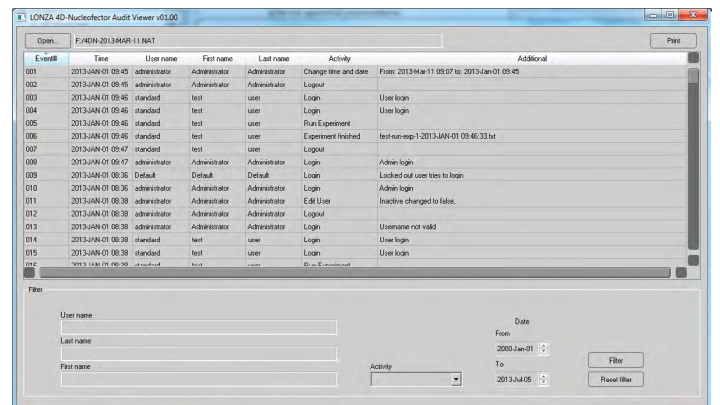 LONZA 4D-Nucleofector Audit Viewer v01.00
Open... F:/4DN-2013-MAR-11.NAT Print
Event# Time User name First name Last name Activity Additional
001 2013-JAN-01 09:45 administrator Administrator Administrator Change time and date From: 2013-Mar-11 09:07 to: 2013-Jan-01 09:45
002 2013-JAN-01 09:45 administrator Administrator Administrator Logout
003 2013-JAN-01 09:46 standard test user Login User login
004 2013-JAN-01 09:46 standard test user Login User login
005 2013-JAN-01 09:46 standard test user Run Experiment
006 2013-JAN-01 09:46 standard test user Experiment finished test-run-exp-1-2013-JAN-01 09:46:33.txt
007 2013-JAN-01 09:47 standard test user Logout
008 2013-JAN-01 09:47 administrator Administrator Administrator Login Admin login
009 2013-JAN-01 08:36 Default Default Default Login Locked out user tries to login
010 2013-JAN-01 08:36 administrator Administrator Administrator Login Admin login
011 2013-JAN-01 08:38 administrator Administrator Administrator Edit User Inactive changed to false.
012 2013-JAN-01 08:38 administrator Administrator Administrator Logout
013 2013-JAN-01 08:38 administrator Administrator Administrator Login Username not valid
014 2013-JAN-01 08:38 standard test user Login User login
015 2013-JAN-01 08:38 standard test user Login User login
016 2013-JAN-01 08:38 standard test user Run Experiment
Filter
User name
Last name
First name
Activity
Date
From
2000-Jan-01
To
2013-Jul-05
Filter
Reset filter